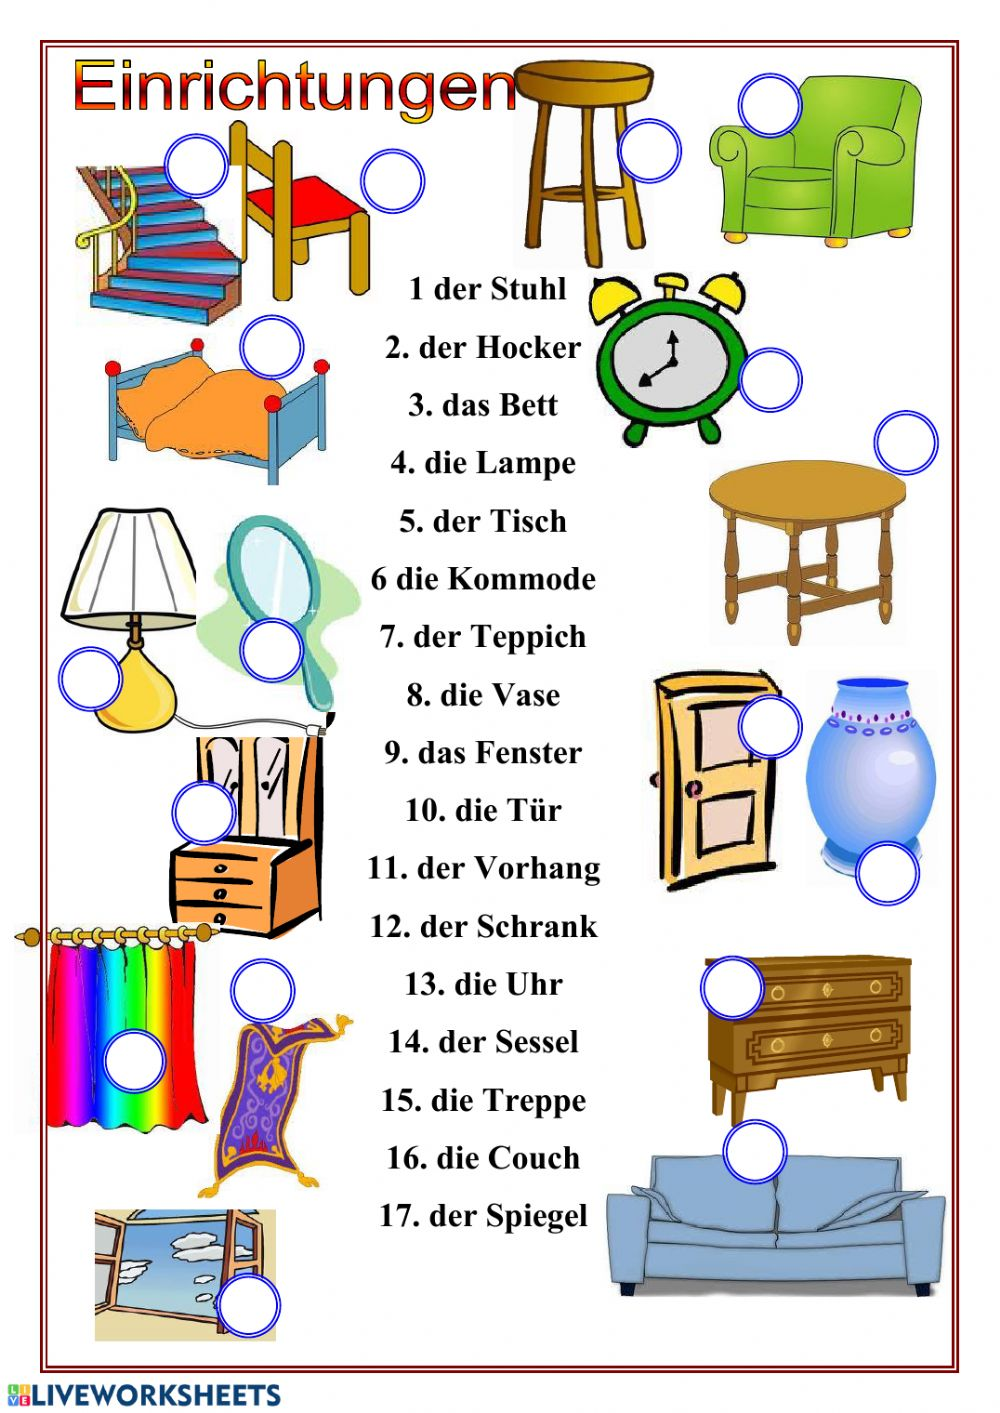 Einrichtungen
1 der Stuhl
2. der Hocker
3. das Bett
4. die Lampe
5. der Tisch
6 die Kommode
7. der Teppich
8. die Vase
9. das Fenster
10. die Tür
11. der Vorhang
12. der Schrank
13. die Uhr
14. der Sessel
15. die Treppe
16. die Couch
17. der Spiegel
LIVE LIVEWORKSHEETS